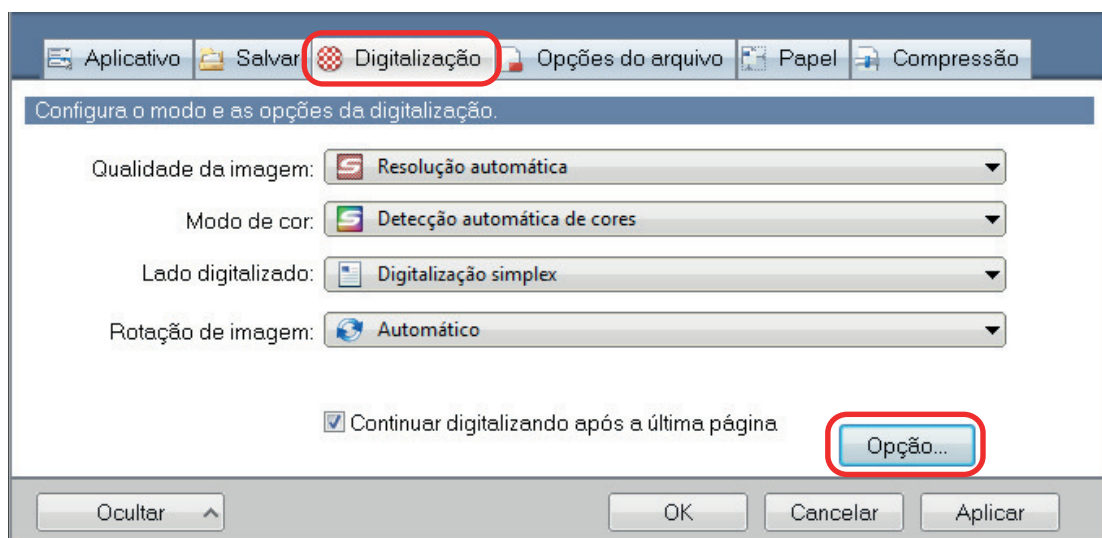 Aplicativo Salvar Digitalização Opções do arquivo Papel Compressão
Configura o modo e as opções da digitalização.
Qualidade da imagem: Resolução automática
Modo de cor: Detecção automática de cores
Lado digitalizado: Digitalização simplex
Rotação de imagem: Automático
Continuar digitalizando após a última página
Opção...
Ocultar OK Cancelar Aplicar